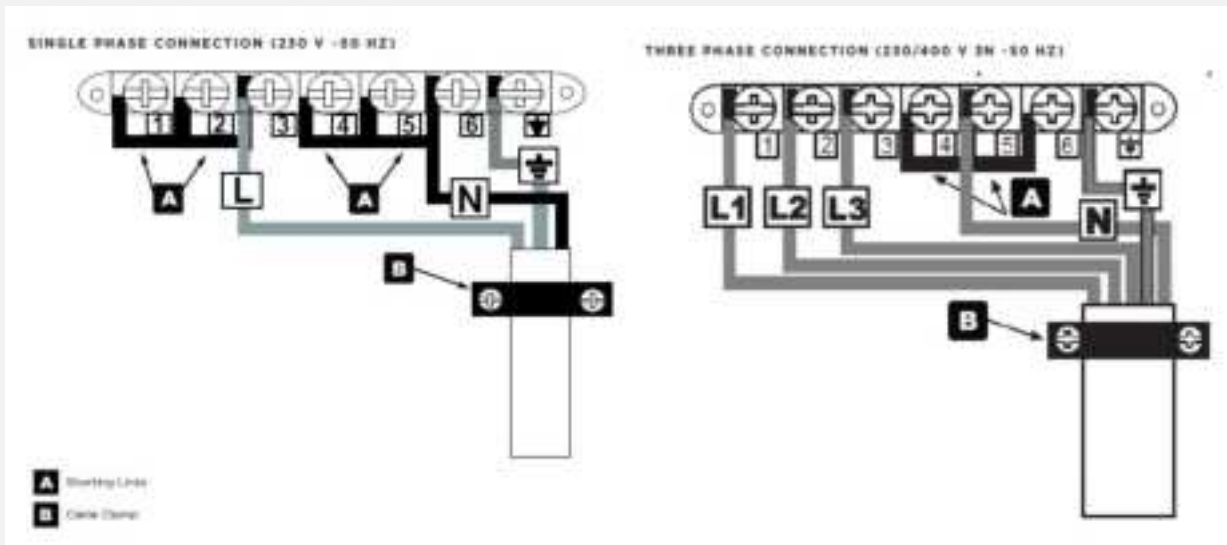 SINGLE PHASE CONNECTION (230 V -50 HZ)
1 2 3 4 5 6
A
L
A
N
B
A Shorting Links
B Cable Clamp
THREE PHASE CONNECTION (230/400 V 3N -50 HZ)
1 2 3 4 5 6
L1 L2 L3
A
N
B